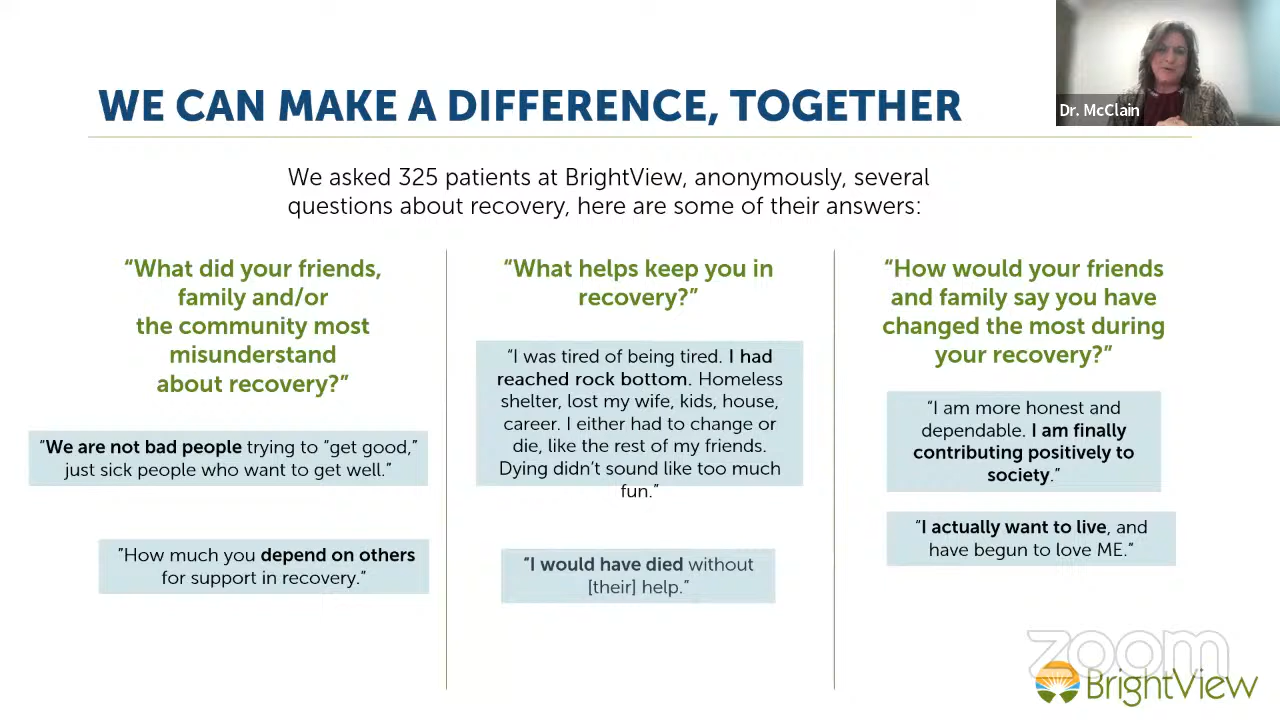 WE CAN MAKE A DIFFERENCE, TOGETHER
Dr. McClain
We asked 325 patients at BrightView, anonymously, several
questions about recovery, here are some of their answers:
“What did your friends,
family and/or
the community most
misunderstand
about recovery?”
“We are not bad people trying to “get good,”
just sick people who want to get well.”
”How much you depend on others
for support in recovery.”
“What helps keep you in
recovery?”
“I was tired of being tired. I had
reached rock bottom. Homeless
shelter, lost my wife, kids, house,
career. I either had to change or
die, like the rest of my friends.
Dying didn’t sound like too much
fun.”
“I would have died without
[their] help.”
“How would your friends
and family say you have
changed the most during
your recovery?”
“I am more honest and
dependable. I am finally
contributing positively to
society.”
“I actually want to live, and
have begun to love ME.”
zoom
BrightView